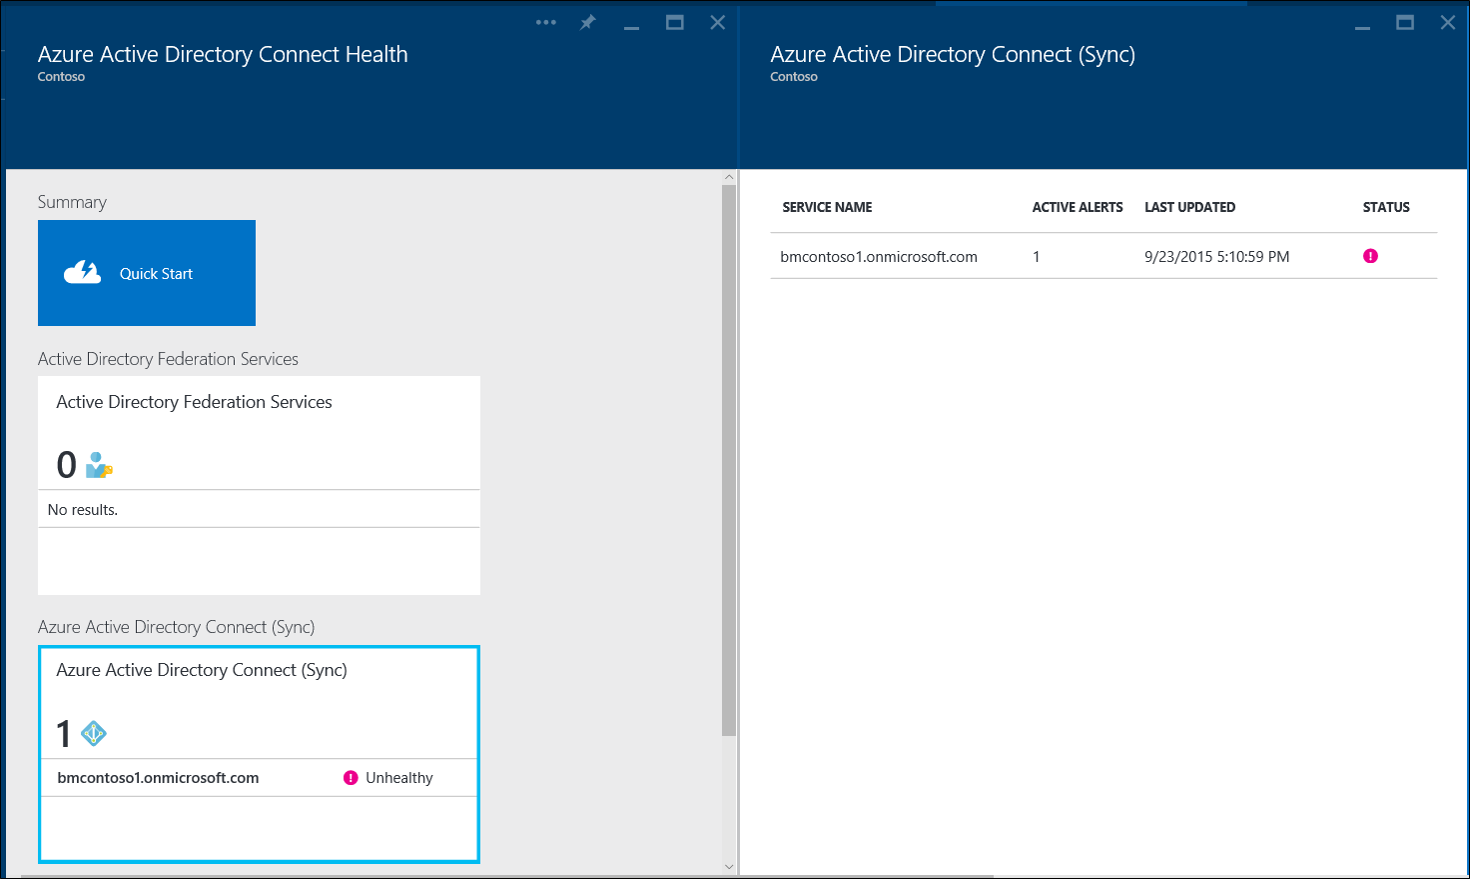 Azure Active Directory Connect Health
Contoso
Summary
Quick Start
Active Directory Federation Services
Active Directory Federation Services
0
No results.
Azure Active Directory Connect (Sync)
Azure Active Directory Connect (Sync)
1
bmcontoso1.onmicrosoft.com ! Unhealthy
Azure Active Directory Connect (Sync)
Contoso
SERVICE NAME ACTIVE ALERTS LAST UPDATED STATUS
bmcontoso1.onmicrosoft.com 1 9/23/2015 5:10:59 PM !